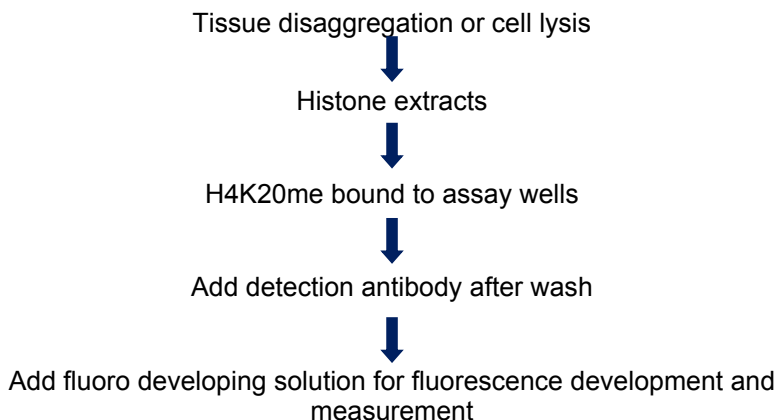 Tissue disaggregation or cell lysis
Histone extracts
H4K20me bound to assay wells
Add detection antibody after wash
Add fluoro developing solution for fluorescence development and
measurement